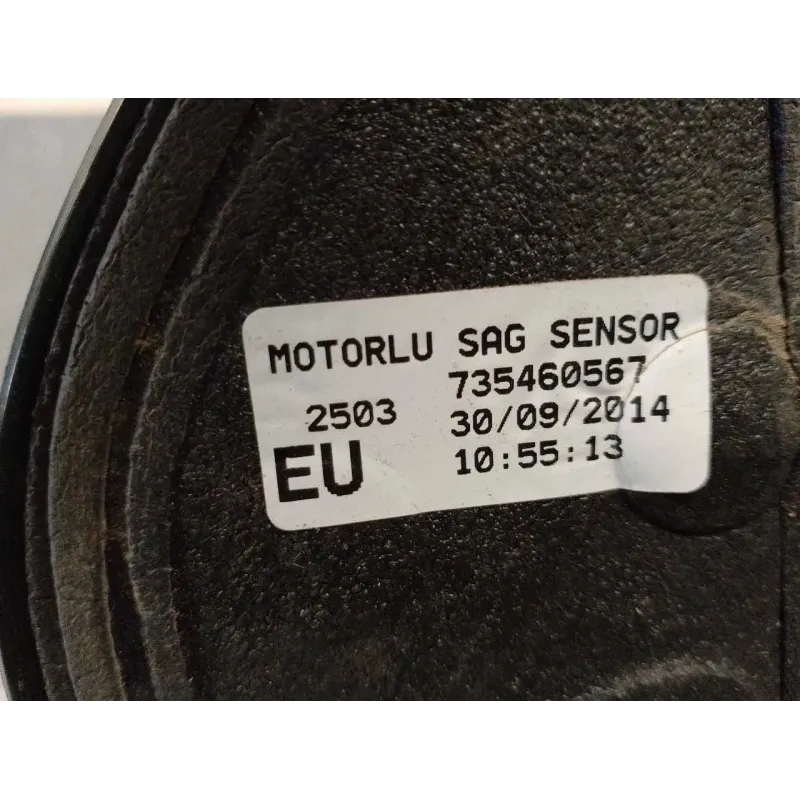 MOTORLU SAG SENSOR
735460567
2503 30/09/2014
EU 10:55:13